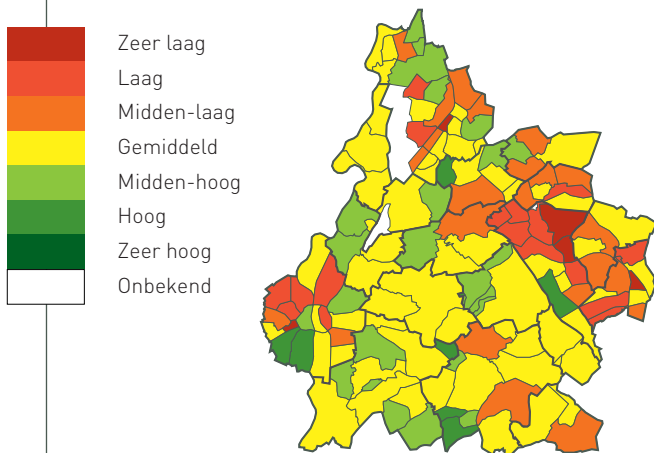 Zeer laag
Laag
Midden-laag
Gemiddeld
Midden-hoog
Hoog
Zeer hoog
Onbekend